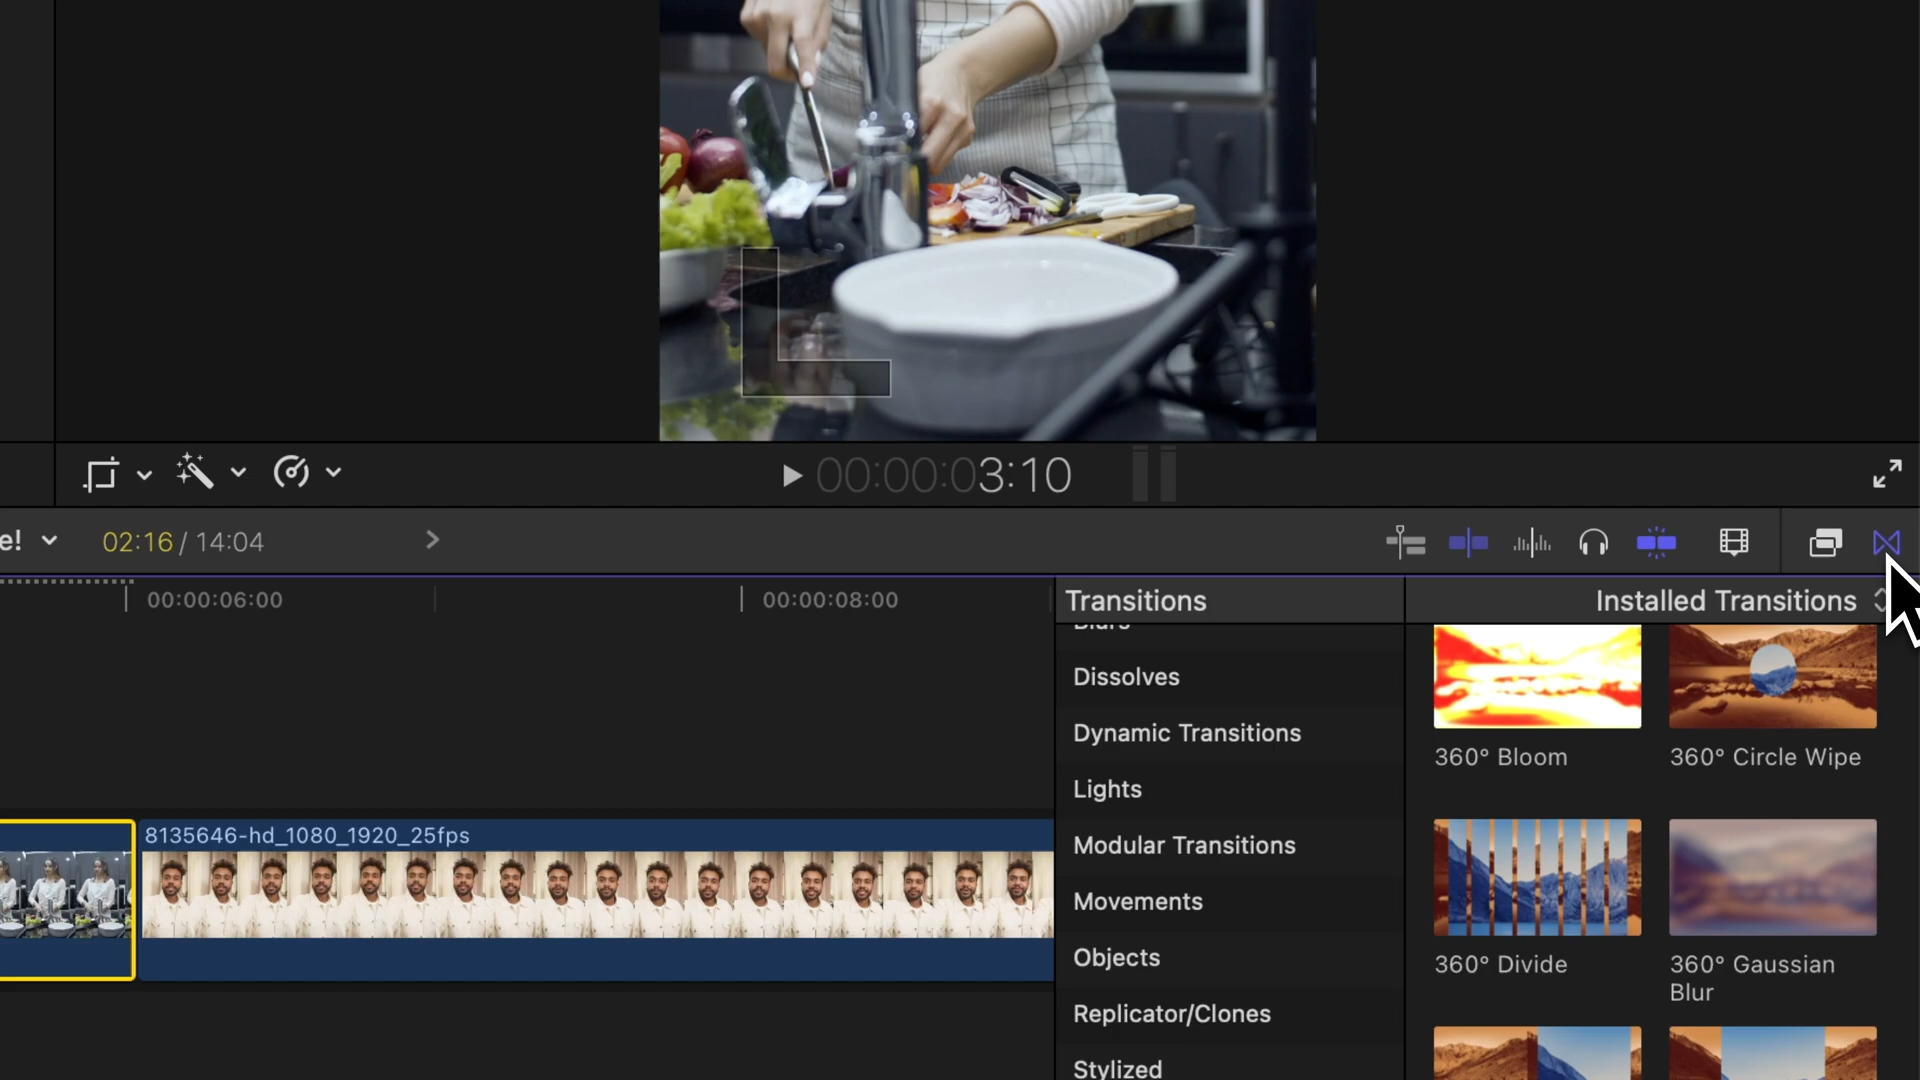 00:00:03:10
e!
02:16 / 14:04
00:00:06:00
00:00:08:00
Transitions
Installed Transitions
Blurs
Dissolves
Dynamic Transitions
Lights
Modular Transitions
Movements
Objects
Replicator/Clones
Stylized
360° Bloom
360° Circle Wipe
360° Divide
360° Gaussian
Blur
8135646-hd_1080_1920_25fps